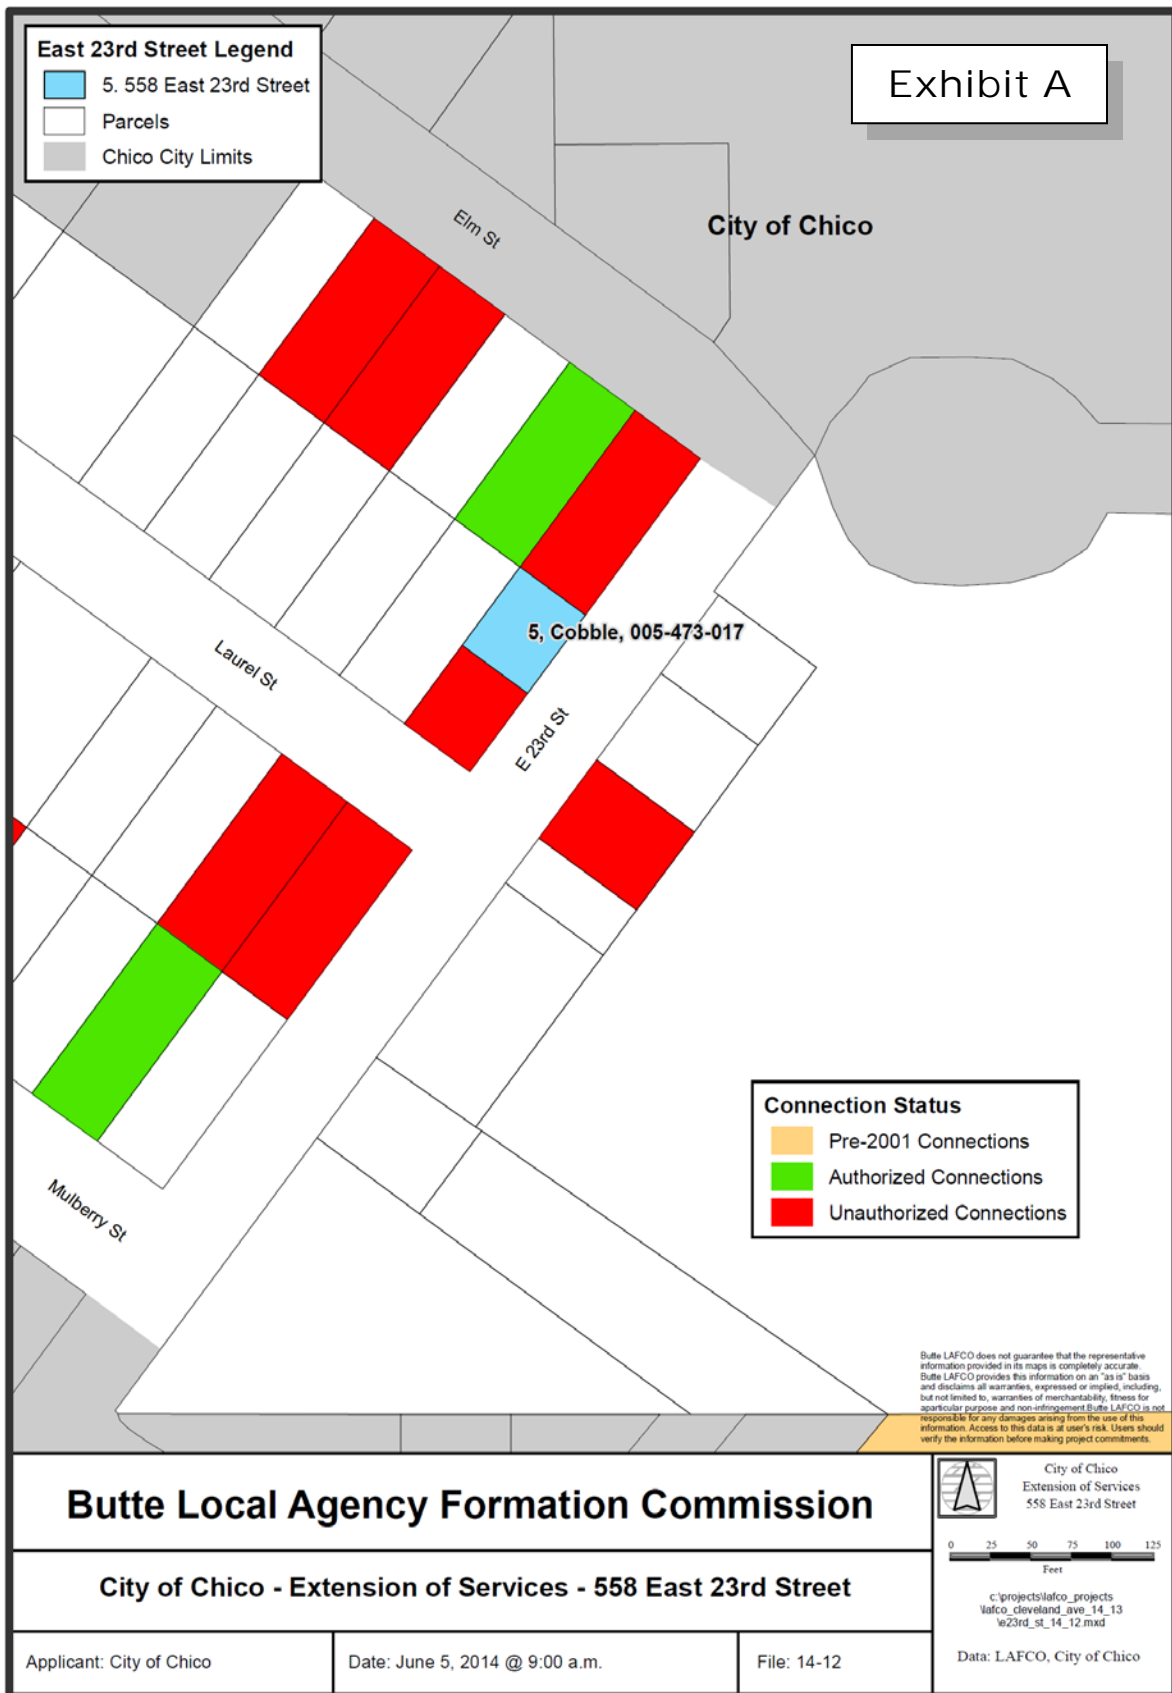 East 23rd Street Legend
5. 558 East 23rd Street
Parcels
Chico City Limits
Exhibit A
Elm St
City of Chico
5, Cobble, 005-473-017
Laurel St
E 23rd St
Mulberry St
Connection Status
Pre-2001 Connections
Authorized Connections
Unauthorized Connections
Butte LAFCO does not guarantee that the representative
information provided in its maps is completely accurate.
Butte LAFCO provides this information on an "as is" basis
and disclaims all warranties, expressed or implied, including,
but not limited to, warranties of merchantability, fitness for
aparticular purpose and non-infringement.Butte LAFCO is not
responsible for any damages arising from the use of this
information. Access to this data is at user's risk. Users should
verify the information before making project commitments.
Butte Local Agency Formation Commission
City of Chico - Extension of Services - 558 East 23rd Street
Applicant: City of Chico
Date: June 5, 2014 @ 9:00 a.m.
File: 14-12
City of Chico
Extension of Services
558 East 23rd Street
0 25 50 75 100 125
Feet
c:\projects\lafco_projects
\lafco_cleveland_ave_14_13
\e23rd_st_14_12.mxd
Data: LAFCO, City of Chico